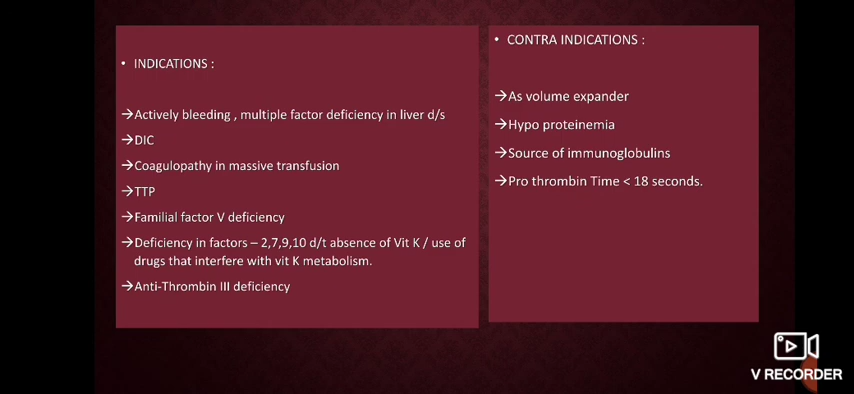 • INDICATIONS :
→Actively bleeding , multiple factor deficiency in liver d/s
→DIC
→Coagulopathy in massive transfusion
→TTP
→Familial factor V deficiency
→Deficiency in factors – 2,7,9,10 d/t absence of Vit K / use of
drugs that interfere with vit K metabolism.
→Anti-Thrombin III deficiency
• CONTRA INDICATIONS :
→As volume expander
→Hypo proteinemia
→Source of immunoglobulins
→Pro thrombin Time < 18 seconds.
V RECORDER